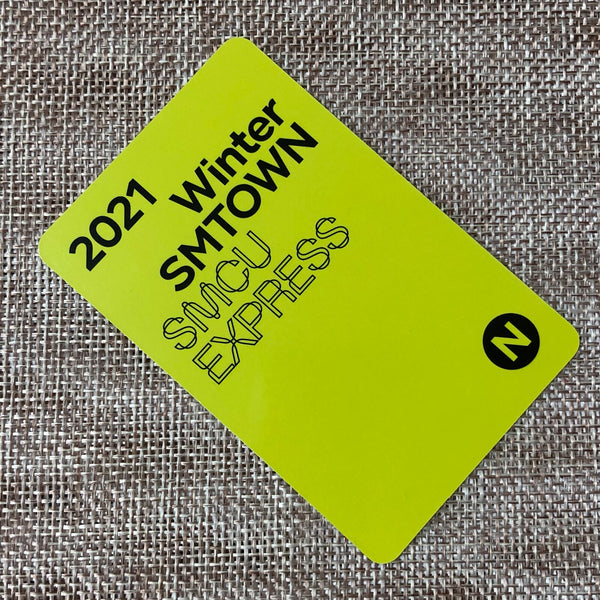 2021 Winter
SMTOWN
SMCU
EXPRESS
N